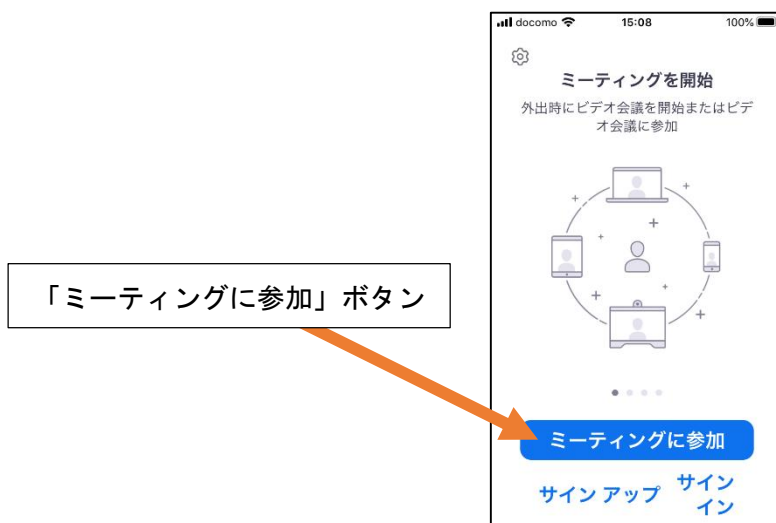 docomo 15:08 100%
ミーティングを開始
外出時にビデオ会議を開始またはビデ
オ会議に参加
「ミーティングに参加」ボタン
ミーティングに参加
サイン アップ
サイン
イン